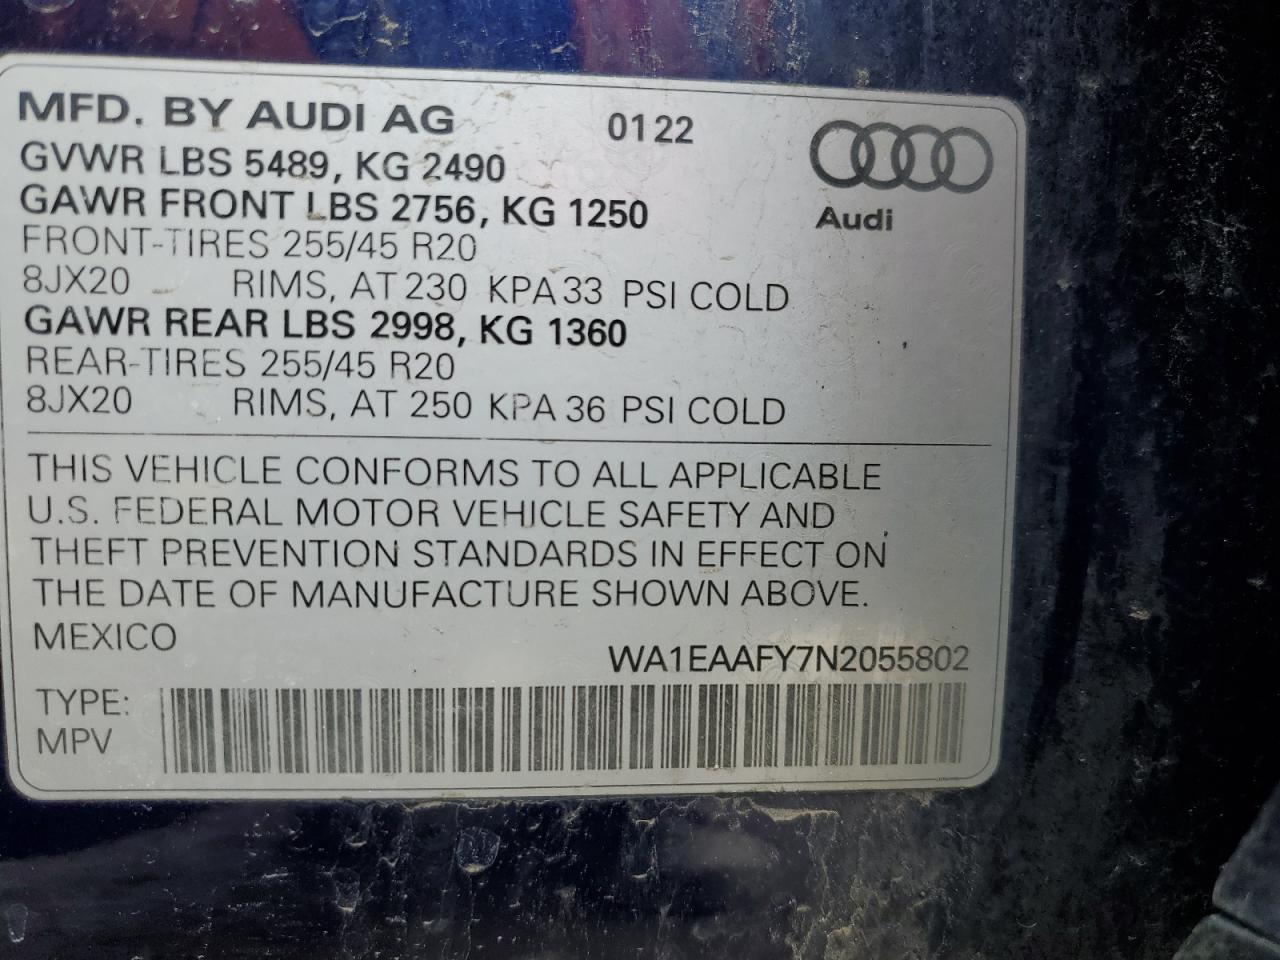 MFD. BY AUDI AG 0122
GVWR LBS 5489, KG 2490
GAWR FRONT LBS 2756, KG 1250
Audi
FRONT-TIRES 255/45 R20
8JX20 RIMS, AT 230 KPA 33 PSI COLD
GAWR REAR LBS 2998, KG 1360
REAR-TIRES 255/45 R20
8JX20 RIMS, AT 250 KPA 36 PSI COLD
THIS VEHICLE CONFORMS TO ALL APPLICABLE
U.S. FEDERAL MOTOR VEHICLE SAFETY AND
THEFT PREVENTION STANDARDS IN EFFECT ON
THE DATE OF MANUFACTURE SHOWN ABOVE.
MEXICO
WA1EAAFY7N2055802
TYPE:
MPV